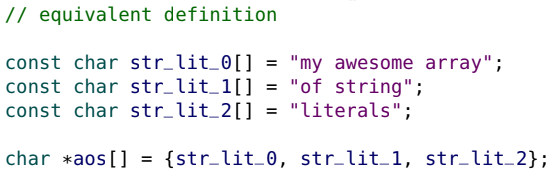 // equivalent definition
const char str_lit_0[] = "my awesome array";
const char str_lit_1[] = "of string";
const char str_lit_2[] = "literals";
char *aos[] = {str_lit_0, str_lit_1, str_lit_2};